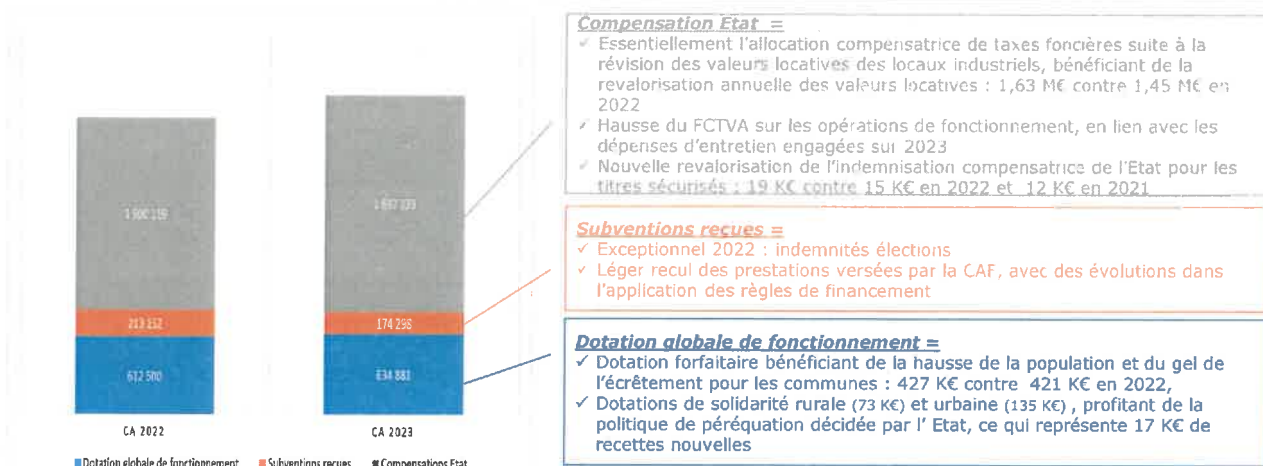 213 152
612 500
CA 2022
174 298
634 881
CA 2023
Dotation globale de fonctionnement Subventions reçues Compensations Etat
Compensation Etat =
✓ Essentiellement l'allocation compensatrice de taxes foncières suite à la
révision des valeurs locatives des locaux industriels, bénéficiant de la
revalorisation annuelle des valeurs locatives : 1,63 M€ contre 1,45 M€ en
2022
✓ Hausse du FCTVA sur les opérations de fonctionnement, en lien avec les
dépenses d'entretien engagées sur 2023
✓ Nouvelle revalorisation de l'indemnisation compensatrice de l'Etat pour les
titres sécurisés : 19 K€ contre 15 K€ en 2022 et 12 K€ en 2021
Subventions reçues =
✓ Exceptionnel 2022 : indemnités élections
✓ Léger recul des prestations versées par la CAF, avec des évolutions dans
l'application des règles de financement
Dotation globale de fonctionnement =
✓ Dotation forfaitaire bénéficiant de la hausse de la population et du gel de
l'écrêtement pour les communes : 427 K€ contre 421 K€ en 2022,
✓ Dotations de solidarité rurale (73 K€) et urbaine (135 K€) , profitant de la
politique de péréquation décidée par l' Etat, ce qui représente 17 K€ de
recettes nouvelles